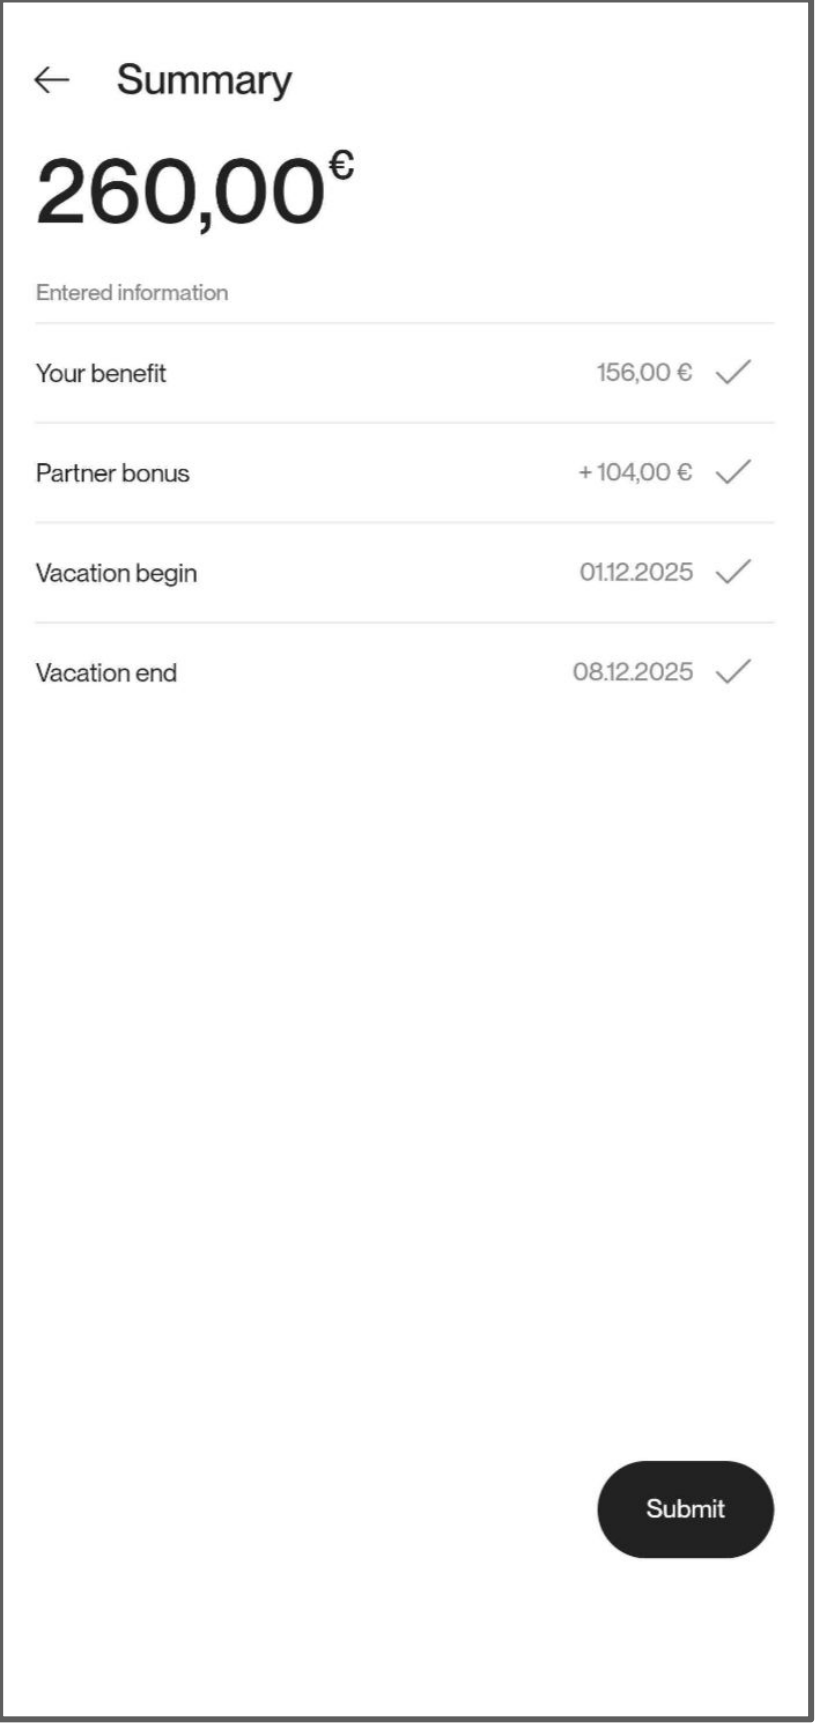 Summary
260,00€
Entered information
Your benefit 156,00 €
Partner bonus + 104,00 €
Vacation begin 01.12.2025
Vacation end 08.12.2025
Submit